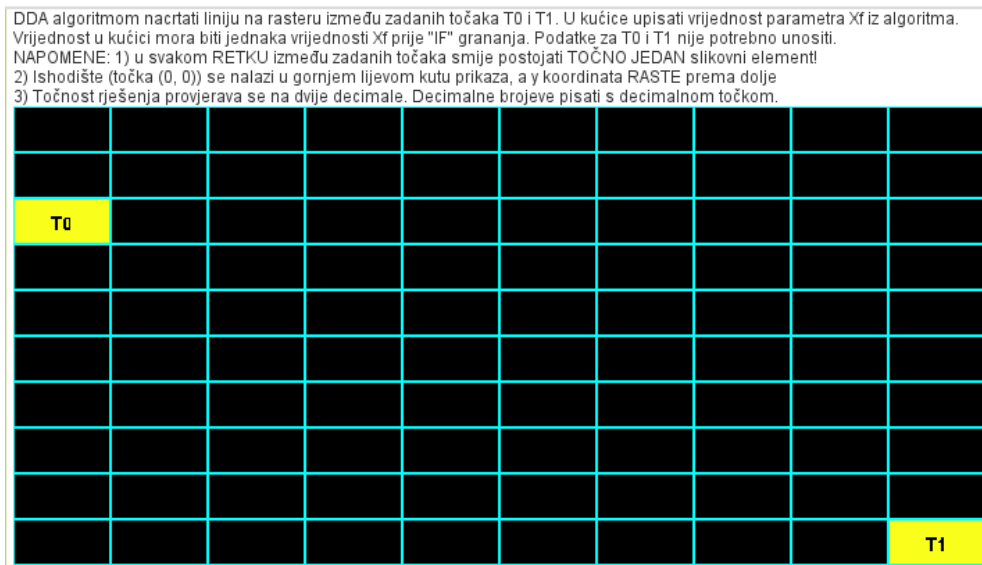 DDA algoritmom nacrtati liniju na rasteru između zadanih točaka T0 i T1. U kućice upisati vrijednost parametra Xf iz algoritma.
Vrijednost u kućici mora biti jednaka vrijednosti Xf prije "IF" grananja. Podatke za T0 i T1 nije potrebno unositi.
NAPOMENE: 1) u svakom RETKU između zadanih točaka smije postojati TOČNO JEDAN slikovni element!
2) Ishodište (točka (0, 0)) se nalazi u gornjem lijevom kutu prikaza, a y koordinata RASTE prema dolje
3) Točnost rješenja provjerava se na dvije decimale. Decimalne brojeve pisati s decimalnom točkom.
T0
T1